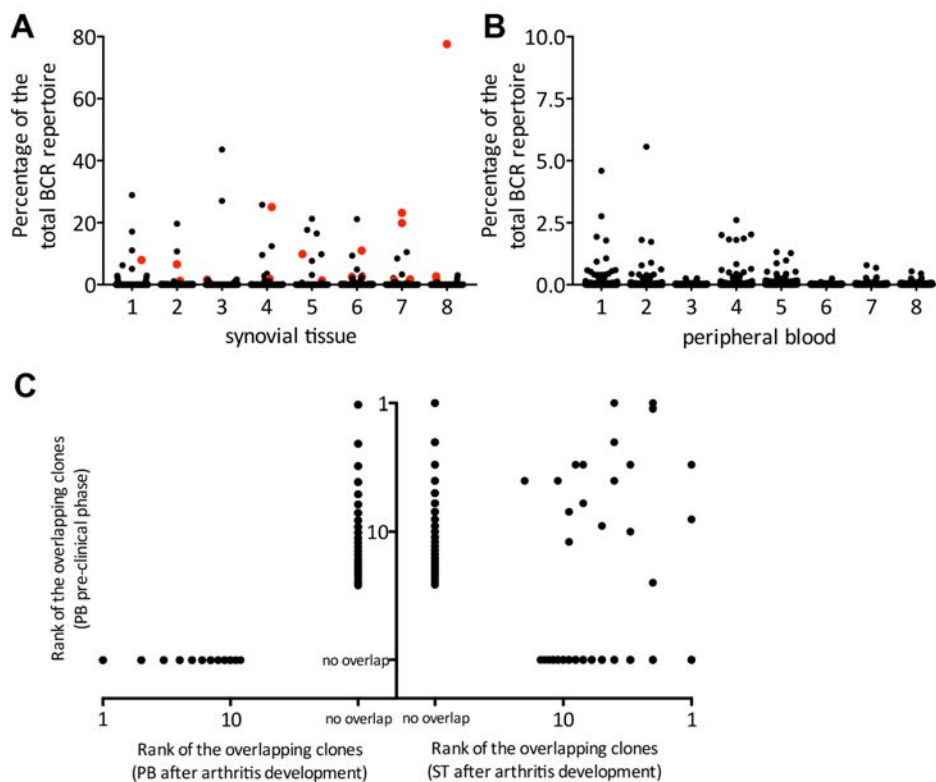 A
Percentage of the
total BCR repertoire
80
60
40
20
0
1 2 3 4 5 6 7 8
synovial tissue
B
Percentage of the
total BCR repertoire
10.0
7.5
5.0
2.5
0.0
1 2 3 4 5 6 7 8
peripheral blood
C
Rank of the overlapping clones
(PB pre-clinical phase)
1
10
no overlap
1 10 no overlap
Rank of the overlapping clones
(PB after arthritis development)
no overlap 10 1
Rank of the overlapping clones
(ST after arthritis development)